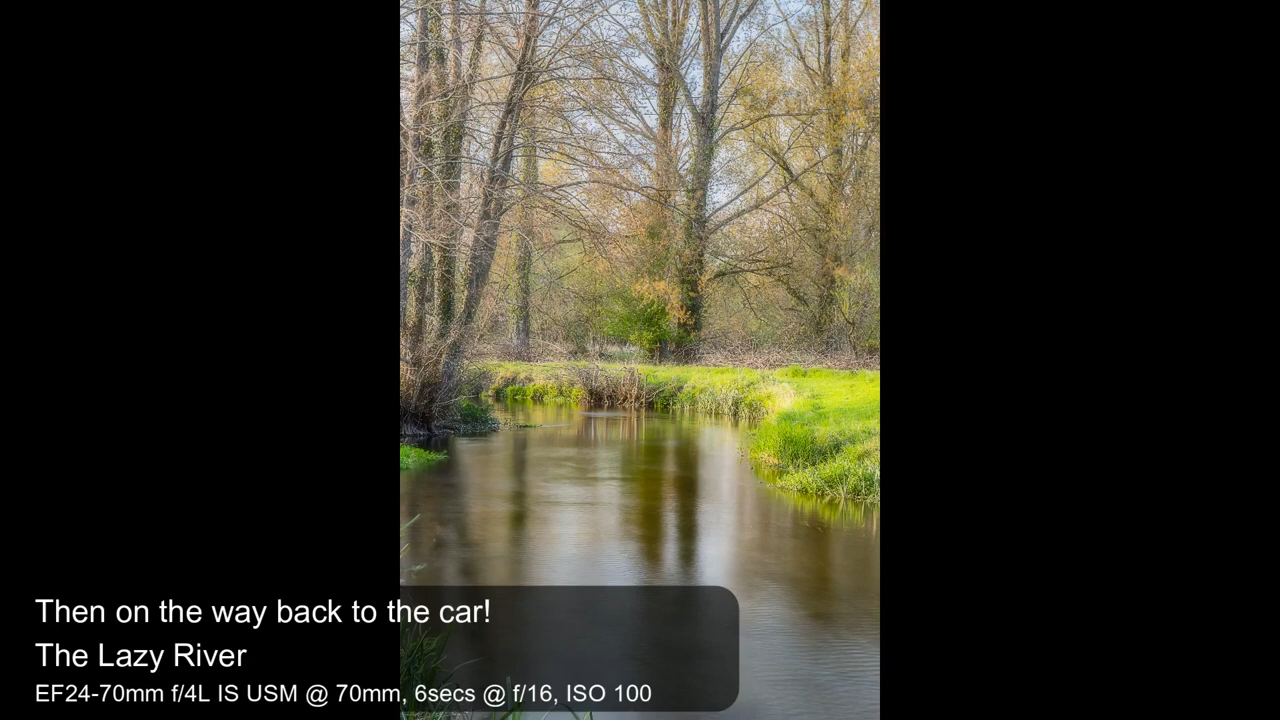 Then on the way back to the car!
The Lazy River
EF24-70mm f/4L IS USM @ 70mm, 6secs @ f/16, ISO 100